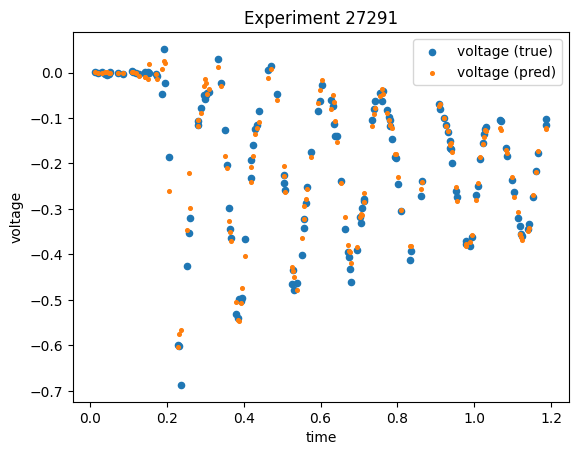 Experiment 27291
voltage (true)
voltage (pred)
voltage
0.0
−0.1
−0.2
−0.3
−0.4
−0.5
−0.6
−0.7
0.0 0.2 0.4 0.6 0.8 1.0 1.2
time